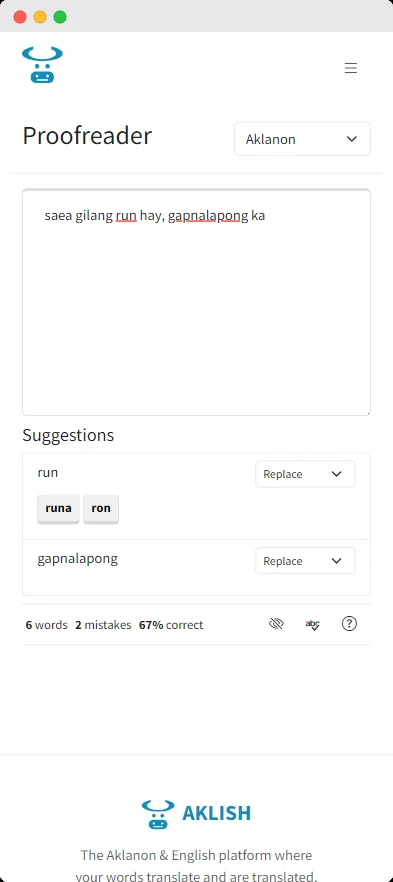 Proofreader
Aklanon
saea gilang run hay, gapnalapong ka
Suggestions
run
Replace
runa ron
gapnalapong
Replace
6 words 2 mistakes 67% correct
abc
?
AKLISH
The Aklanon & English platform where
your words translate and are translated.